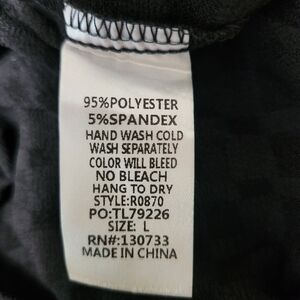 95%POLYESTER
5%SPANDEX
HAND WASH COLD
WASH SEPARATELY
COLOR WILL BLEED
NO BLEACH
HANG TO DRY
STYLE:R0870
PO:TL79226
SIZE: L
RN#:130733
MADE IN CHINA